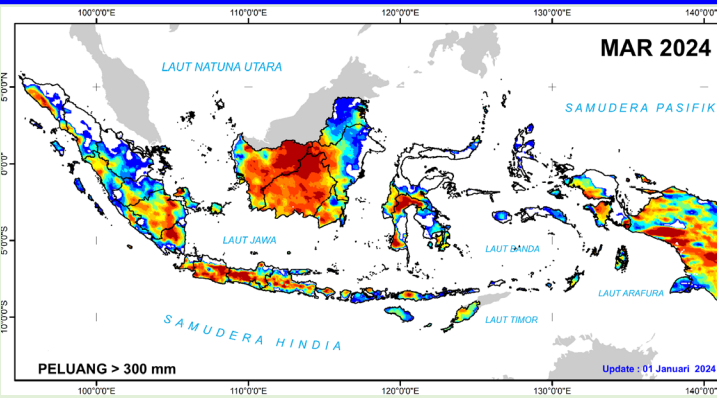 100°0'0"E 110°0'0"E 120°0'0"E 130°0'0"E 140°0'0"
MAR 2024
LAUT NATUNA UTARA
5°0'0"N
SAMUDERA PASIFIK
0°0'0"
LAUT JAWA
LAUT BANDA
5°0'0"S
LAUT ARAFURA
SAMUDERA HINDIA
LAUT TIMOR
10°0'0"S
PELUANG > 300 mm
Update : 01 Januari 2024
100°0'0"E 110°0'0"E 120°0'0"E 130°0'0"E 140°0'0"